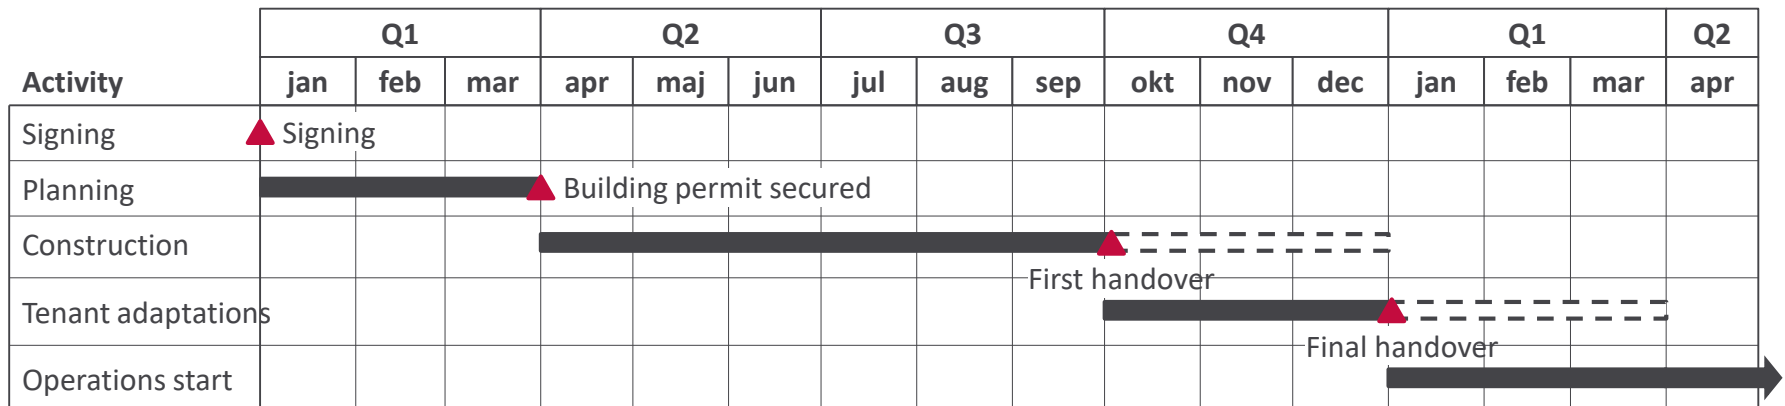 Q1 Q2 Q3 Q4 Q1 Q2
Activity jan feb mar apr maj jun jul aug sep okt nov dec jan feb mar apr
Signing Signing
Planning Building permit secured
Construction
First handover
Tenant adaptations
Final handover
Operations start